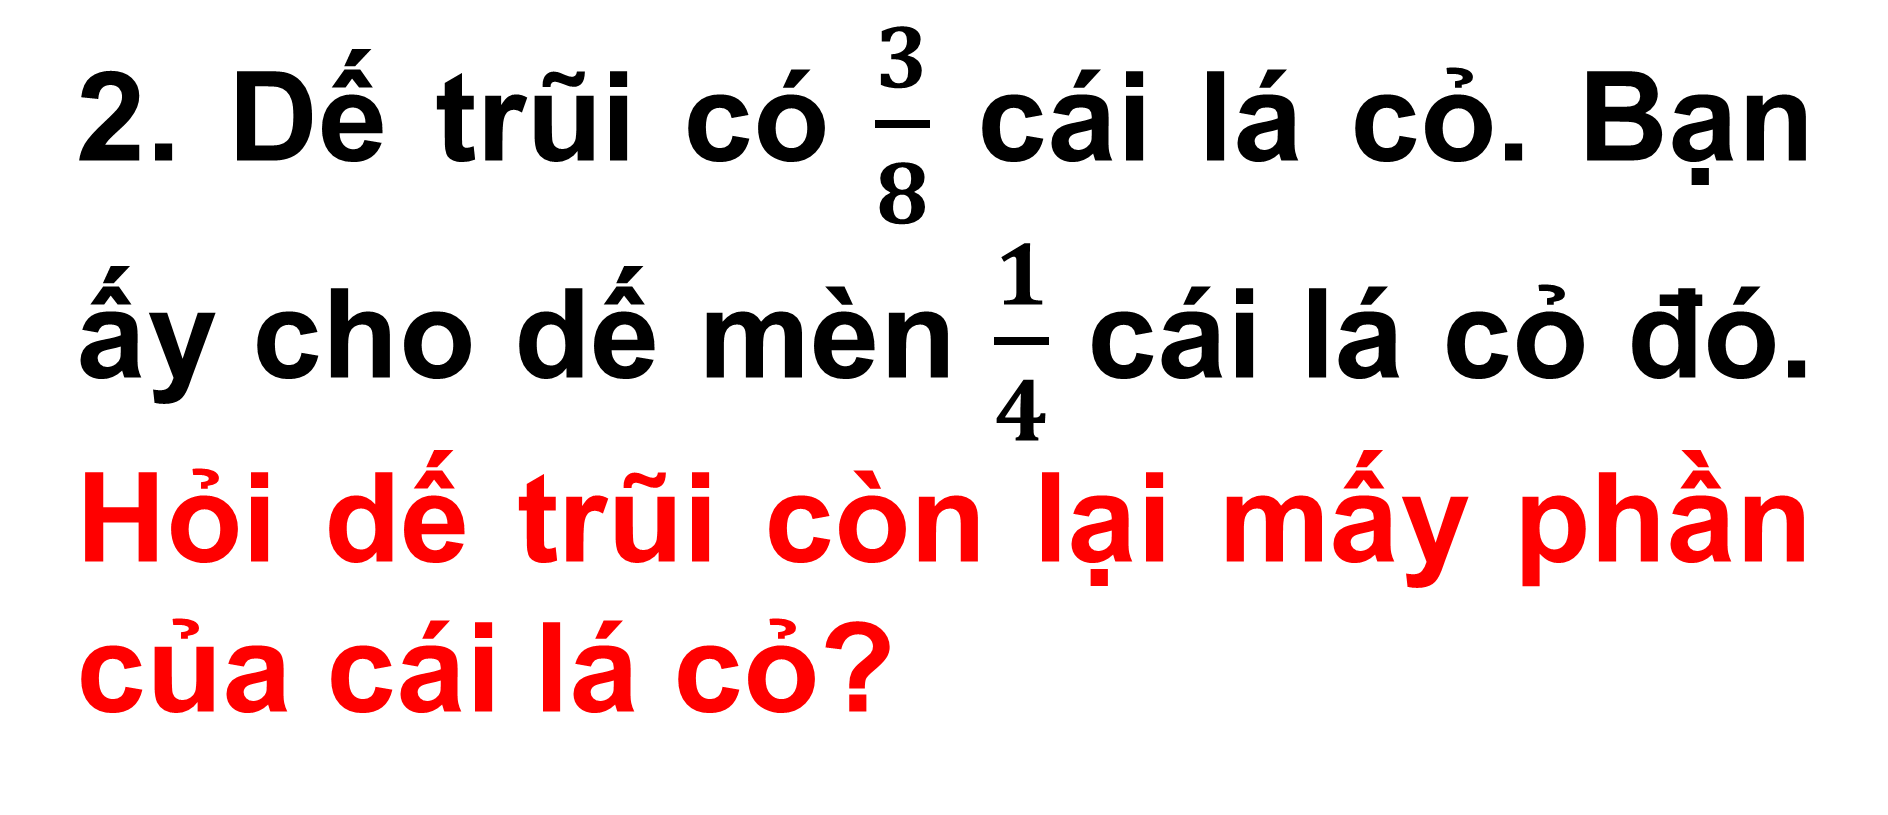 2. Dế trũi có 3/8 cái lá cỏ. Bạn
ấy cho dế mèn 1/4 cái lá cỏ đó.
Hỏi dế trũi còn lại mấy phần
của cái lá cỏ?